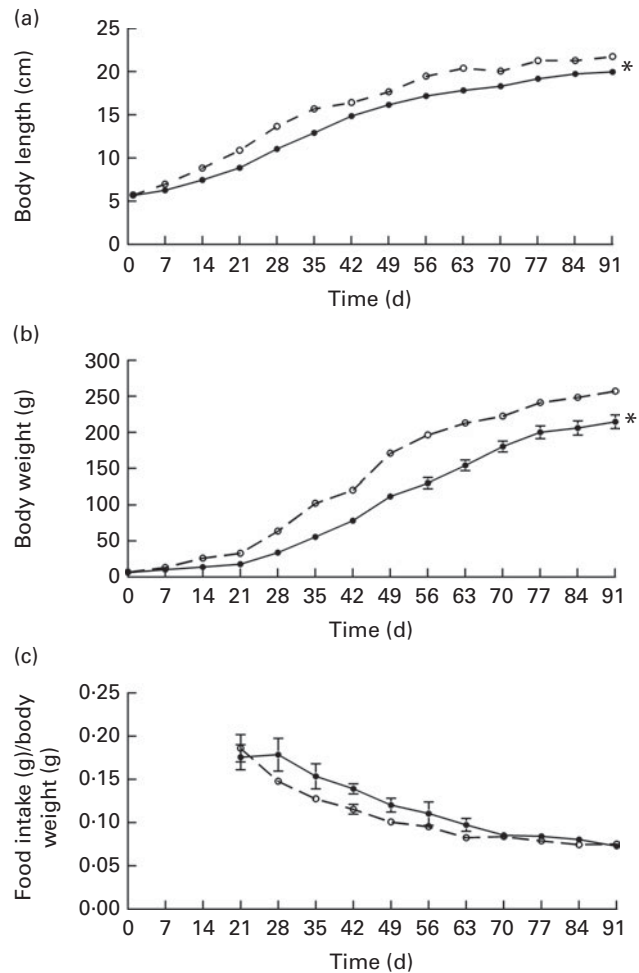 (a)
Body length (cm)
25
20
15
10
5
0
*
0 7 14 21 28 35 42 49 56 63 70 77 84 91
Time (d)
(b)
Body weight (g)
300
250
200
150
100
50
0
*
0 7 14 21 28 35 42 49 56 63 70 77 84 91
Time (d)
(c)
Food intake (g)/body
weight (g)
0·25
0·20
0·15
0·10
0·05
0·00
0 7 14 21 28 35 42 49 56 63 70 77 84 91
Time (d)